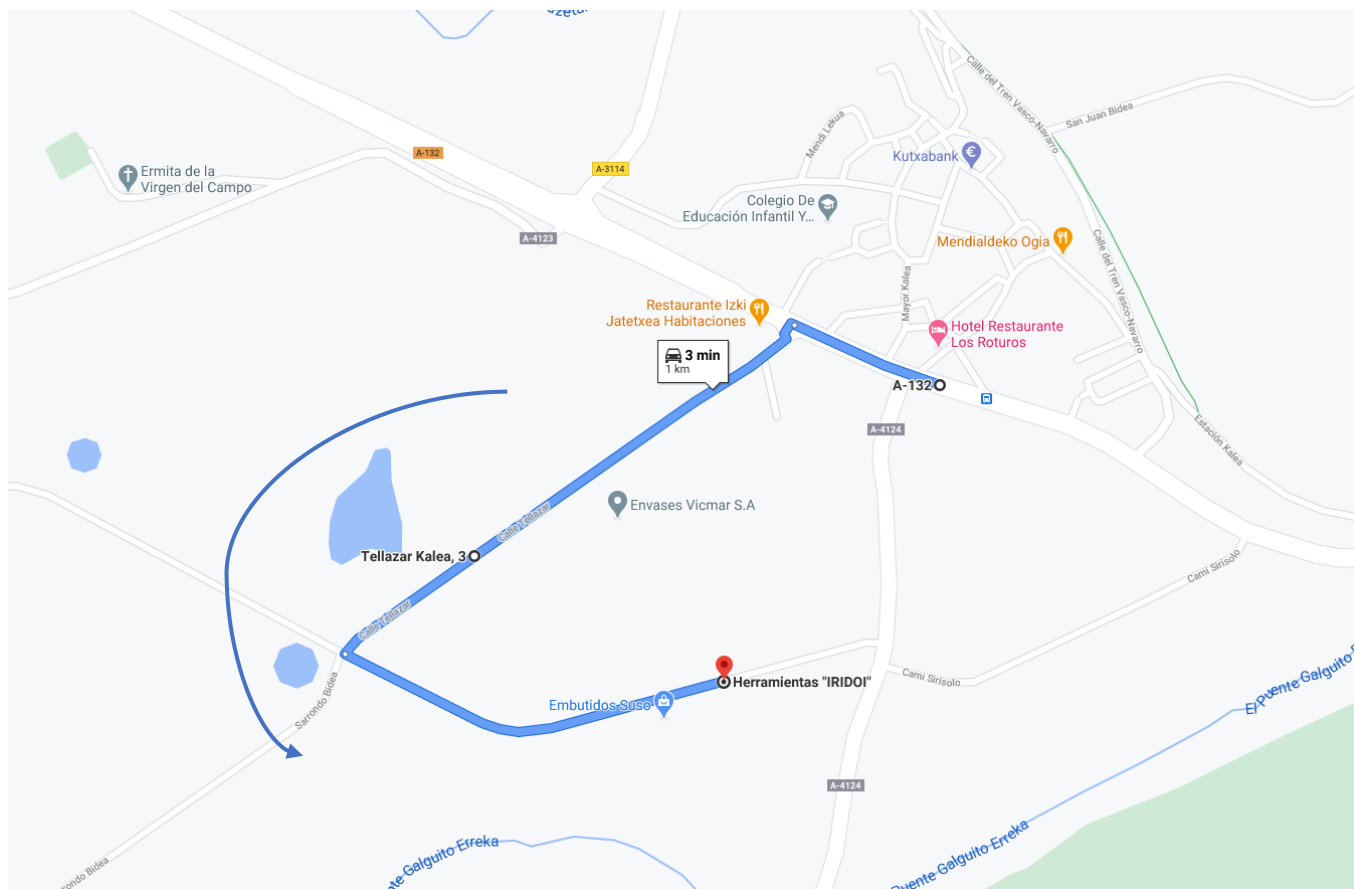 Calle del Tren Vasco-Navarro
San Juan Bidea
Mendi Lekua
Kutxabank
A-132
A-3114
Ermita de la
Virgen del Campo
Colegio De
Educación Infantil Y...
A-4123
Mendialdeko Ogia
Calle del Tren Vasco-Navarro
Mayor Kalea
Restaurante Izki
Jatetxea Habitaciones
Hotel Restaurante
Los Roturos
3 min
1 km
A-132
A-4124
Estación Kalea
Envases Vicmar S.A
Calle Tellazar
Tellazar Kalea, 3
Cami Sirisolo
Calle Tellazar
Herramientas "IRIDOI"
Cami Sirisolo
Embutidos Suso
Sarrondo Bidea
El Puente Galguito
A-4124
Galguito Erreka
Puente Galguito Erreka
Bidea